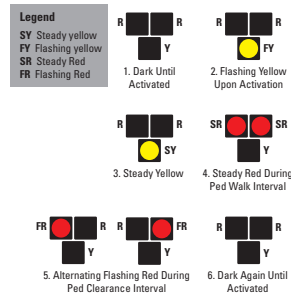 Legend
SY Steady yellow
FY Flashing yellow
SR Steady Red
FR Flashing Red
R R
Y
1. Dark Until
Activated
R R
FY
2. Flashing Yellow
Upon Activation
R R
SY
3. Steady Yellow
SR SR
Y
4. Steady Red During
Ped Walk Interval
FR R
Y
R FR
Y
5. Alternating Flashing Red During
Ped Clearance Interval
R R
Y
6. Dark Again Until
Activated